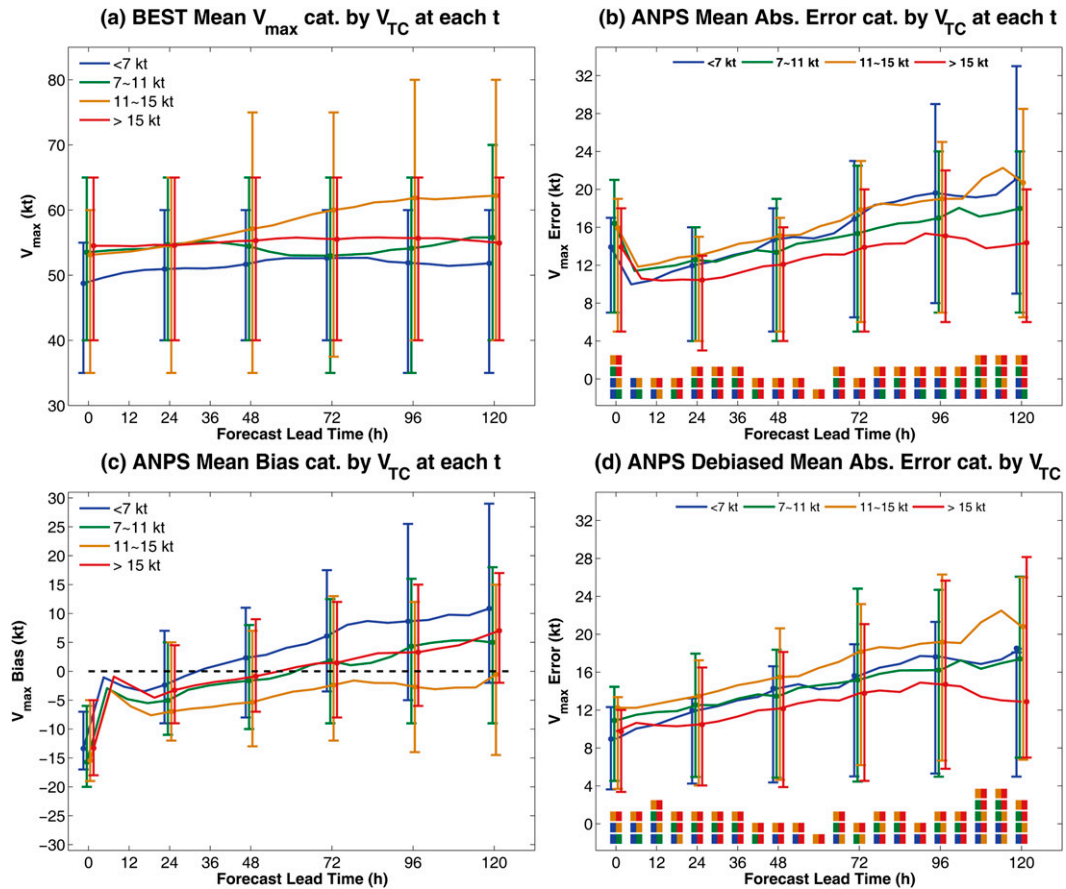 (a) BEST Mean Vmax cat. by VTC at each t
<7 kt
7~11 kt
11~15 kt
> 15 kt
80
70
60
50
40
30
Vmax (kt)
0 12 24 36 48 72 96 120
Forecast Lead Time (h)
(b) ANPS Mean Abs. Error cat. by VTC at each t
<7 kt 7~11 kt 11~15 kt > 15 kt
32
28
24
20
16
12
8
4
0
Vmax Error (kt)
0 12 24 36 48 72 96 120
Forecast Lead Time (h)
(c) ANPS Mean Bias cat. by VTC at each t
<7 kt
7~11 kt
11~15 kt
> 15 kt
30
25
20
15
10
5
0
−5
−10
−15
−20
−25
−30
Vmax Bias (kt)
0 12 24 36 48 72 96 120
Forecast Lead Time (h)
(d) ANPS Debiased Mean Abs. Error cat. by VTC
<7 kt 7~11 kt 11~15 kt > 15 kt
32
28
24
20
16
12
8
4
0
Vmax Error (kt)
0 12 24 36 48 72 96 120
Forecast Lead Time (h)